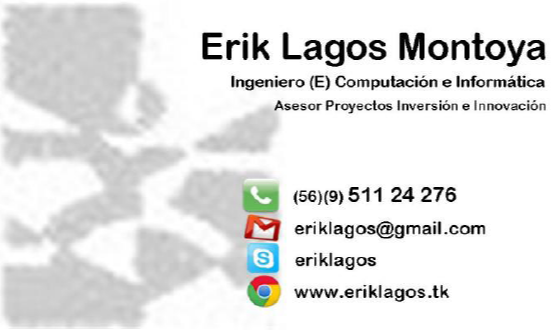 Erik Lagos Montoya
Ingeniero (E) Computación e Informática
Asesor Proyectos Inversión e Innovación
(56)(9) 511 24 276
eriklagos@gmail.com
eriklagos
www.eriklagos.tk